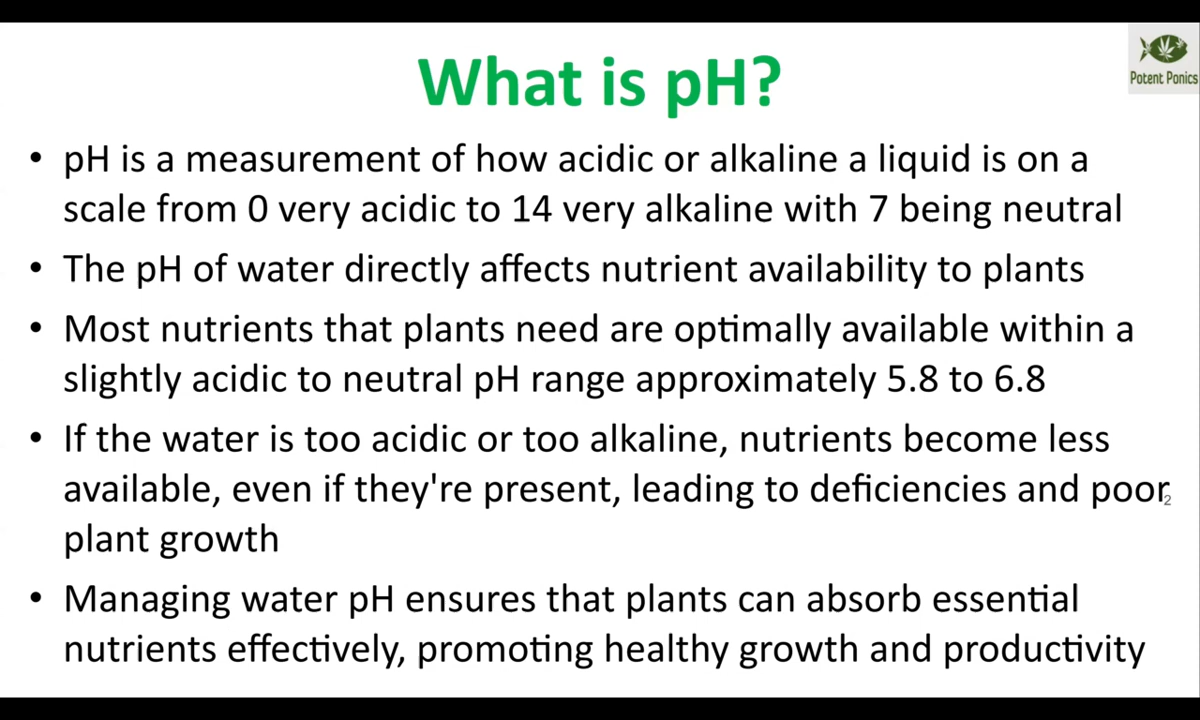 What is pH?
Potent Ponics
• pH is a measurement of how acidic or alkaline a liquid is on a
scale from 0 very acidic to 14 very alkaline with 7 being neutral
• The pH of water directly affects nutrient availability to plants
• Most nutrients that plants need are optimally available within a
slightly acidic to neutral pH range approximately 5.8 to 6.8
• If the water is too acidic or too alkaline, nutrients become less
available, even if they're present, leading to deficiencies and poor
2
plant growth
• Managing water pH ensures that plants can absorb essential
nutrients effectively, promoting healthy growth and productivity